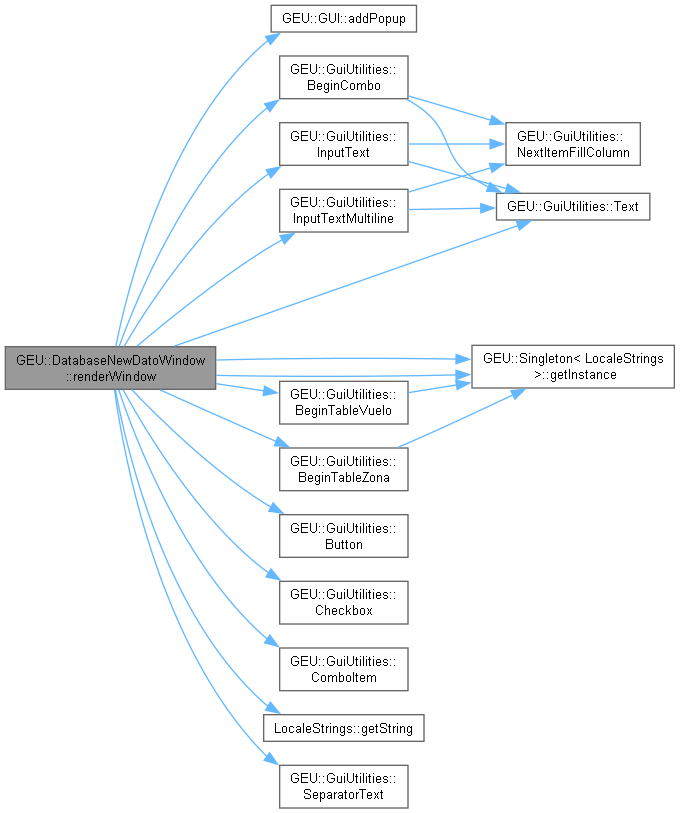 GEU::GUI::addPopup
GEU::GuiUtilities::
BeginCombo
GEU::GuiUtilities::
InputText
GEU::GuiUtilities::
NextItemFillColumn
GEU::GuiUtilities::
InputTextMultiline
GEU::GuiUtilities::Text
GEU::DatabaseNewDatoWindow
::renderWindow
GEU::Singleton< LocaleStrings
>::getInstance
GEU::GuiUtilities::
BeginTableVuelo
GEU::GuiUtilities::
BeginTableZona
GEU::GuiUtilities::
Button
GEU::GuiUtilities::
Checkbox
GEU::GuiUtilities::
ComboItem
LocaleStrings::getString
GEU::GuiUtilities::
SeparatorText